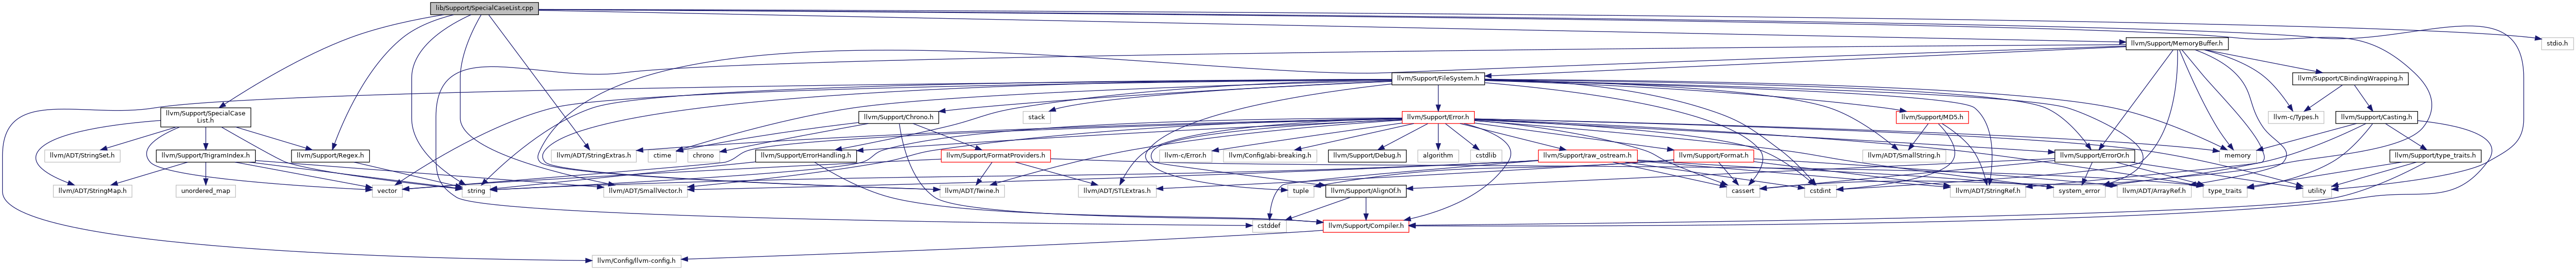 lib/Support/SpecialCaseList.cpp
llvm/Support/MemoryBuffer.h
stdio.h
llvm/Support/FileSystem.h
llvm/Support/CBindingWrapping.h
llvm/Support/SpecialCase
List.h
llvm/Support/Chrono.h
stack
llvm/Support/Error.h
llvm/Support/MD5.h
llvm-c/Types.h
llvm/Support/Casting.h
llvm/ADT/StringSet.h
llvm/Support/TrigramIndex.h
llvm/Support/Regex.h
llvm/ADT/StringExtras.h
ctime
chrono
llvm/Support/ErrorHandling.h
llvm/Support/FormatProviders.h
llvm-c/Error.h
llvm/Config/abi-breaking.h
llvm/Support/Debug.h
algorithm
cstdlib
llvm/Support/raw_ostream.h
llvm/Support/Format.h
llvm/ADT/SmallString.h
llvm/Support/ErrorOr.h
memory
llvm/Support/type_traits.h
llvm/ADT/StringMap.h
unordered_map
vector
string
llvm/ADT/SmallVector.h
llvm/ADT/Twine.h
llvm/ADT/STLExtras.h
tuple
llvm/Support/AlignOf.h
cassert
cstdint
llvm/ADT/StringRef.h
system_error
llvm/ADT/ArrayRef.h
type_traits
utility
cstddef
llvm/Support/Compiler.h
llvm/Config/llvm-config.h